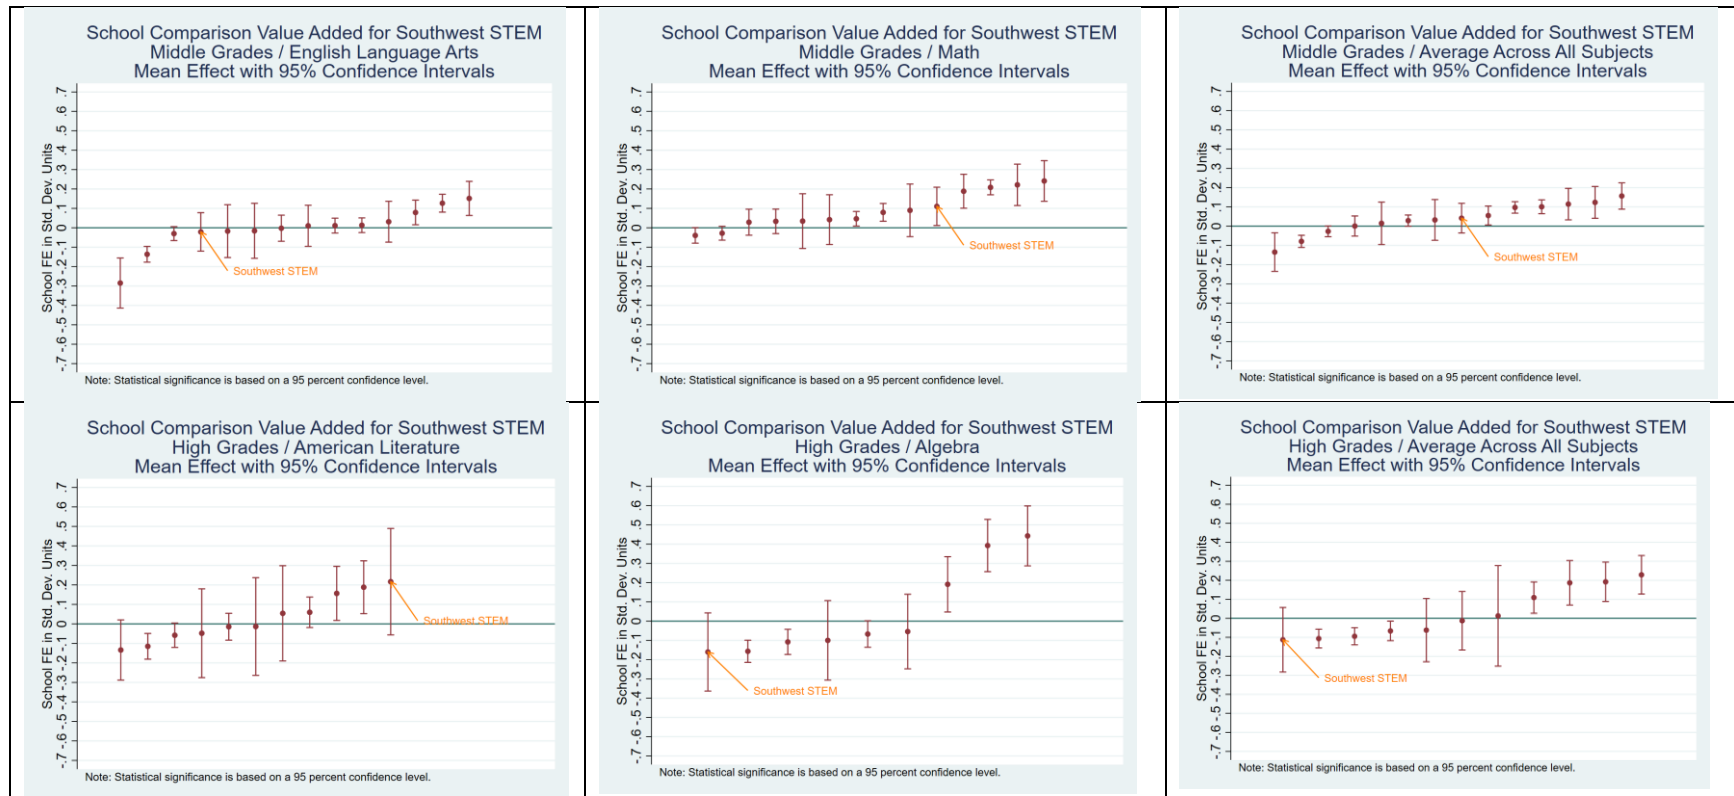 School Comparison Value Added for Southwest STEM
Middle Grades / English Language Arts
Mean Effect with 95% Confidence Intervals
School FE in Std. Dev. Units
-.7 -.6 -.5 -.4 -.3 -.2 -.1 0 .1 .2 .3 .4 .5 .6 .7
Southwest STEM
Note: Statistical significance is based on a 95 percent confidence level.
School Comparison Value Added for Southwest STEM
Middle Grades / Math
Mean Effect with 95% Confidence Intervals
School FE in Std. Dev. Units
-.7 -.6 -.5 -.4 -.3 -.2 -.1 0 .1 .2 .3 .4 .5 .6 .7
Southwest STEM
Note: Statistical significance is based on a 95 percent confidence level.
School Comparison Value Added for Southwest STEM
Middle Grades / Average Across All Subjects
Mean Effect with 95% Confidence Intervals
School FE in Std. Dev. Units
-.7 -.6 -.5 -.4 -.3 -.2 -.1 0 .1 .2 .3 .4 .5 .6 .7
Southwest STEM
Note: Statistical significance is based on a 95 percent confidence level.
School Comparison Value Added for Southwest STEM
High Grades / American Literature
Mean Effect with 95% Confidence Intervals
School FE in Std. Dev. Units
-.7 -.6 -.5 -.4 -.3 -.2 -.1 0 .1 .2 .3 .4 .5 .6 .7
Southwest STEM
Note: Statistical significance is based on a 95 percent confidence level.
School Comparison Value Added for Southwest STEM
High Grades / Algebra
Mean Effect with 95% Confidence Intervals
School FE in Std. Dev. Units
-.7 -.6 -.5 -.4 -.3 -.2 -.1 0 .1 .2 .3 .4 .5 .6 .7
Southwest STEM
Note: Statistical significance is based on a 95 percent confidence level.
School Comparison Value Added for Southwest STEM
High Grades / Average Across All Subjects
Mean Effect with 95% Confidence Intervals
School FE in Std. Dev. Units
-.7 -.6 -.5 -.4 -.3 -.2 -.1 0 .1 .2 .3 .4 .5 .6 .7
Southwest STEM
Note: Statistical significance is based on a 95 percent confidence level.